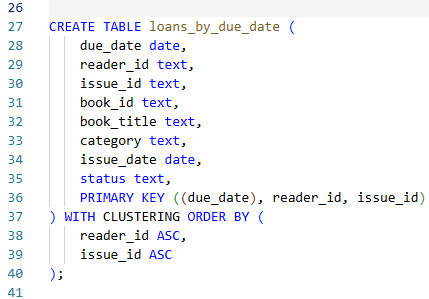 26
27 CREATE TABLE loans_by_due_date (
28     due_date date,
29     reader_id text,
30     issue_id text,
31     book_id text,
32     book_title text,
33     category text,
34     issue_date date,
35     status text,
36     PRIMARY KEY ((due_date), reader_id, issue_id)
37 ) WITH CLUSTERING ORDER BY (
38     reader_id ASC,
39     issue_id ASC
40 );
41